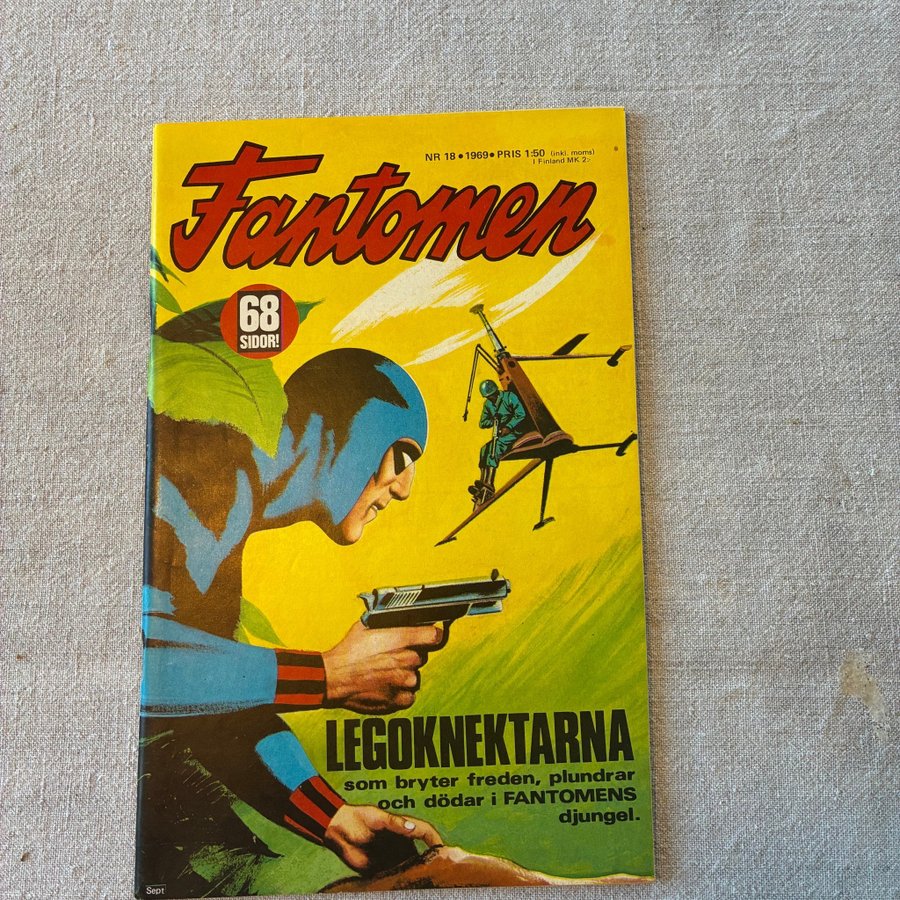 NR 18 • 1969 • PRIS 1:50 (inkl. moms)
I Finland MK 2:-
Fantomen
68
SIDOR!
LEGOKNEKTARNA
som bryter freden, plundrar
och dödar i FANTOMENS
djungel.
Sept